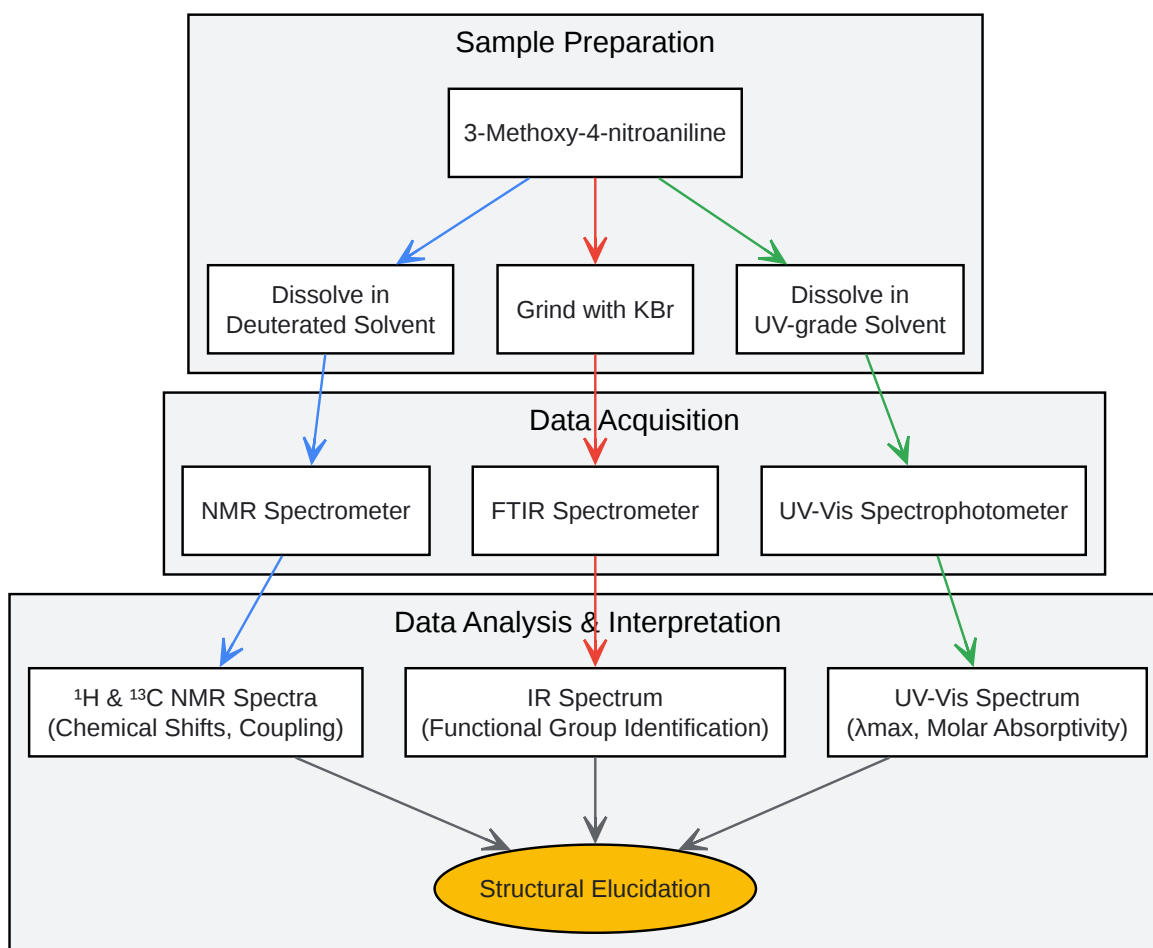 Sample Preparation
3-Methoxy-4-nitroaniline
Dissolve in
Deuterated Solvent
Grind with KBr
Dissolve in
UV-grade Solvent
Data Acquisition
NMR Spectrometer
FTIR Spectrometer
UV-Vis Spectrophotometer
Data Analysis & Interpretation
¹H & ¹³C NMR Spectra
(Chemical Shifts, Coupling)
IR Spectrum
(Functional Group Identification)
UV-Vis Spectrum
(λmax, Molar Absorptivity)
Structural Elucidation